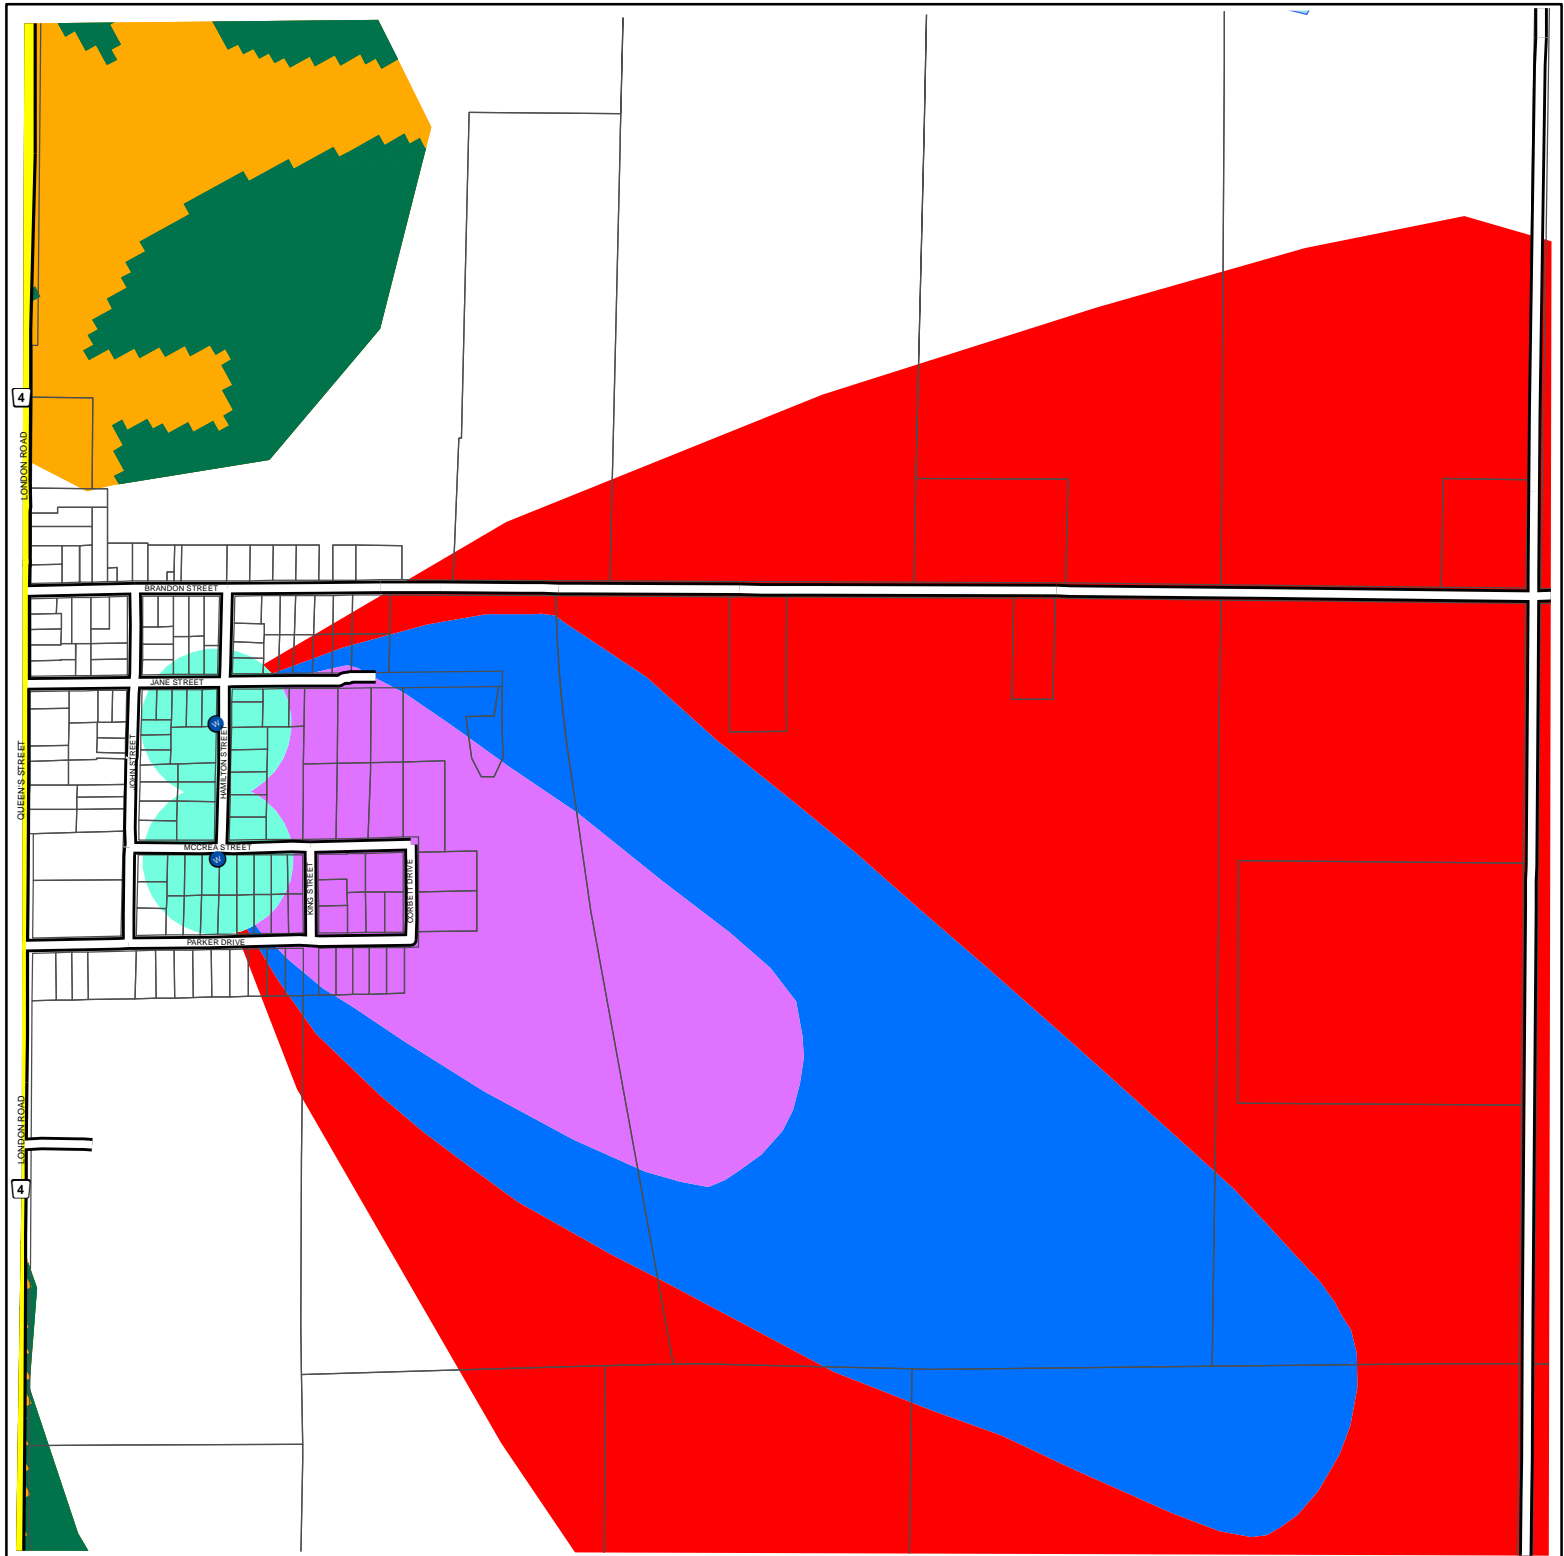 4
LONDON ROAD
BRANDON STREET
JANE STREET
W
HAMILTON STREET
JOHN STREET
QUEEN'S STREET
MCCREA STREET
W
KING STREET
CORBETT DRIVE
PARKER DRIVE
LONDON ROAD
4